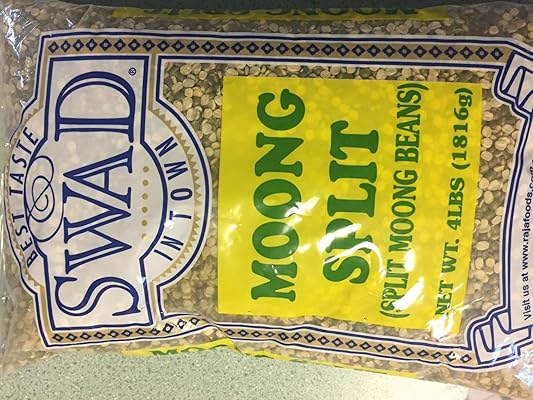 BEST TASTE
&
SWAD®
IN TOWN
MOONG
SPLIT
(SPLIT MOONG BEANS)
NET WT. 4LBS (1816g)
Visit us at www.rajafoods.com